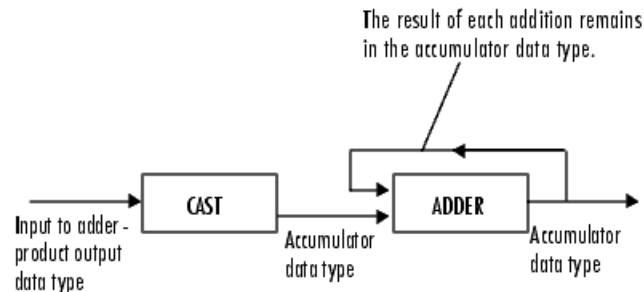 The result of each addition remains
in the accumulator data type.
CAST
ADDER
Input to adder -
product output
data type
Accumulator
data type
Accumulator
data type